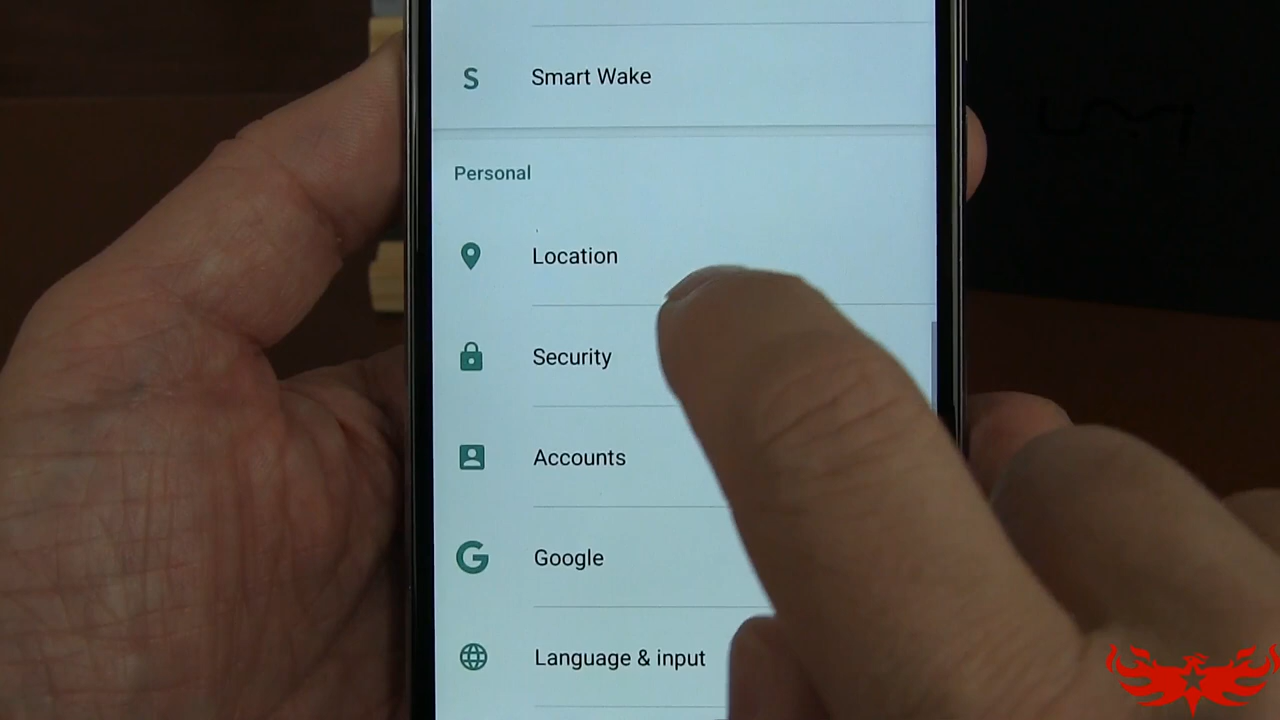 Smart Wake
Personal
Location
Security
Accounts
Google
Language & input